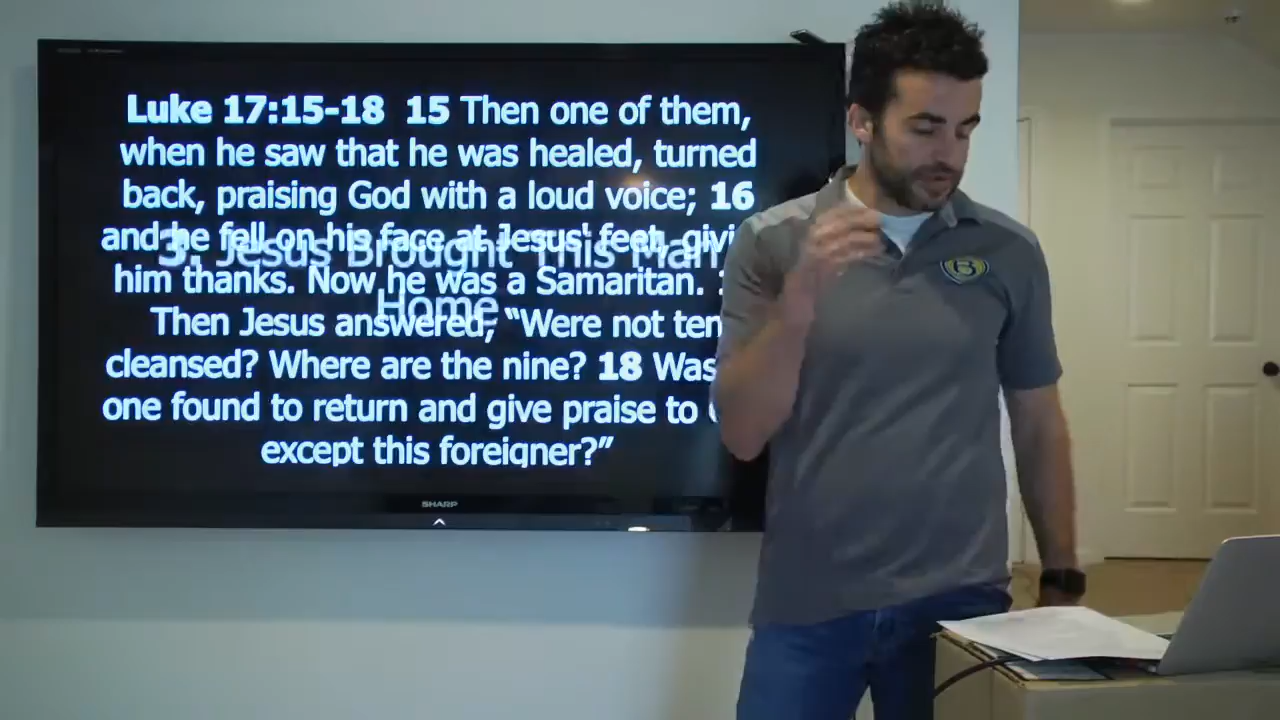 Luke 17:15-18 15 Then one of them,
when he saw that he was healed, turned
back, praising God with a loud voice; 16
and he fell on his face at Jesus' feet,
3. Jesus Brought This Man
him thanks. Now he was a Samaritan.
Home
Then Jesus answered, “Were not ten
cleansed? Where are the nine? 18 Was
one found to return and give praise to
except this foreigner?”
SHARP
B